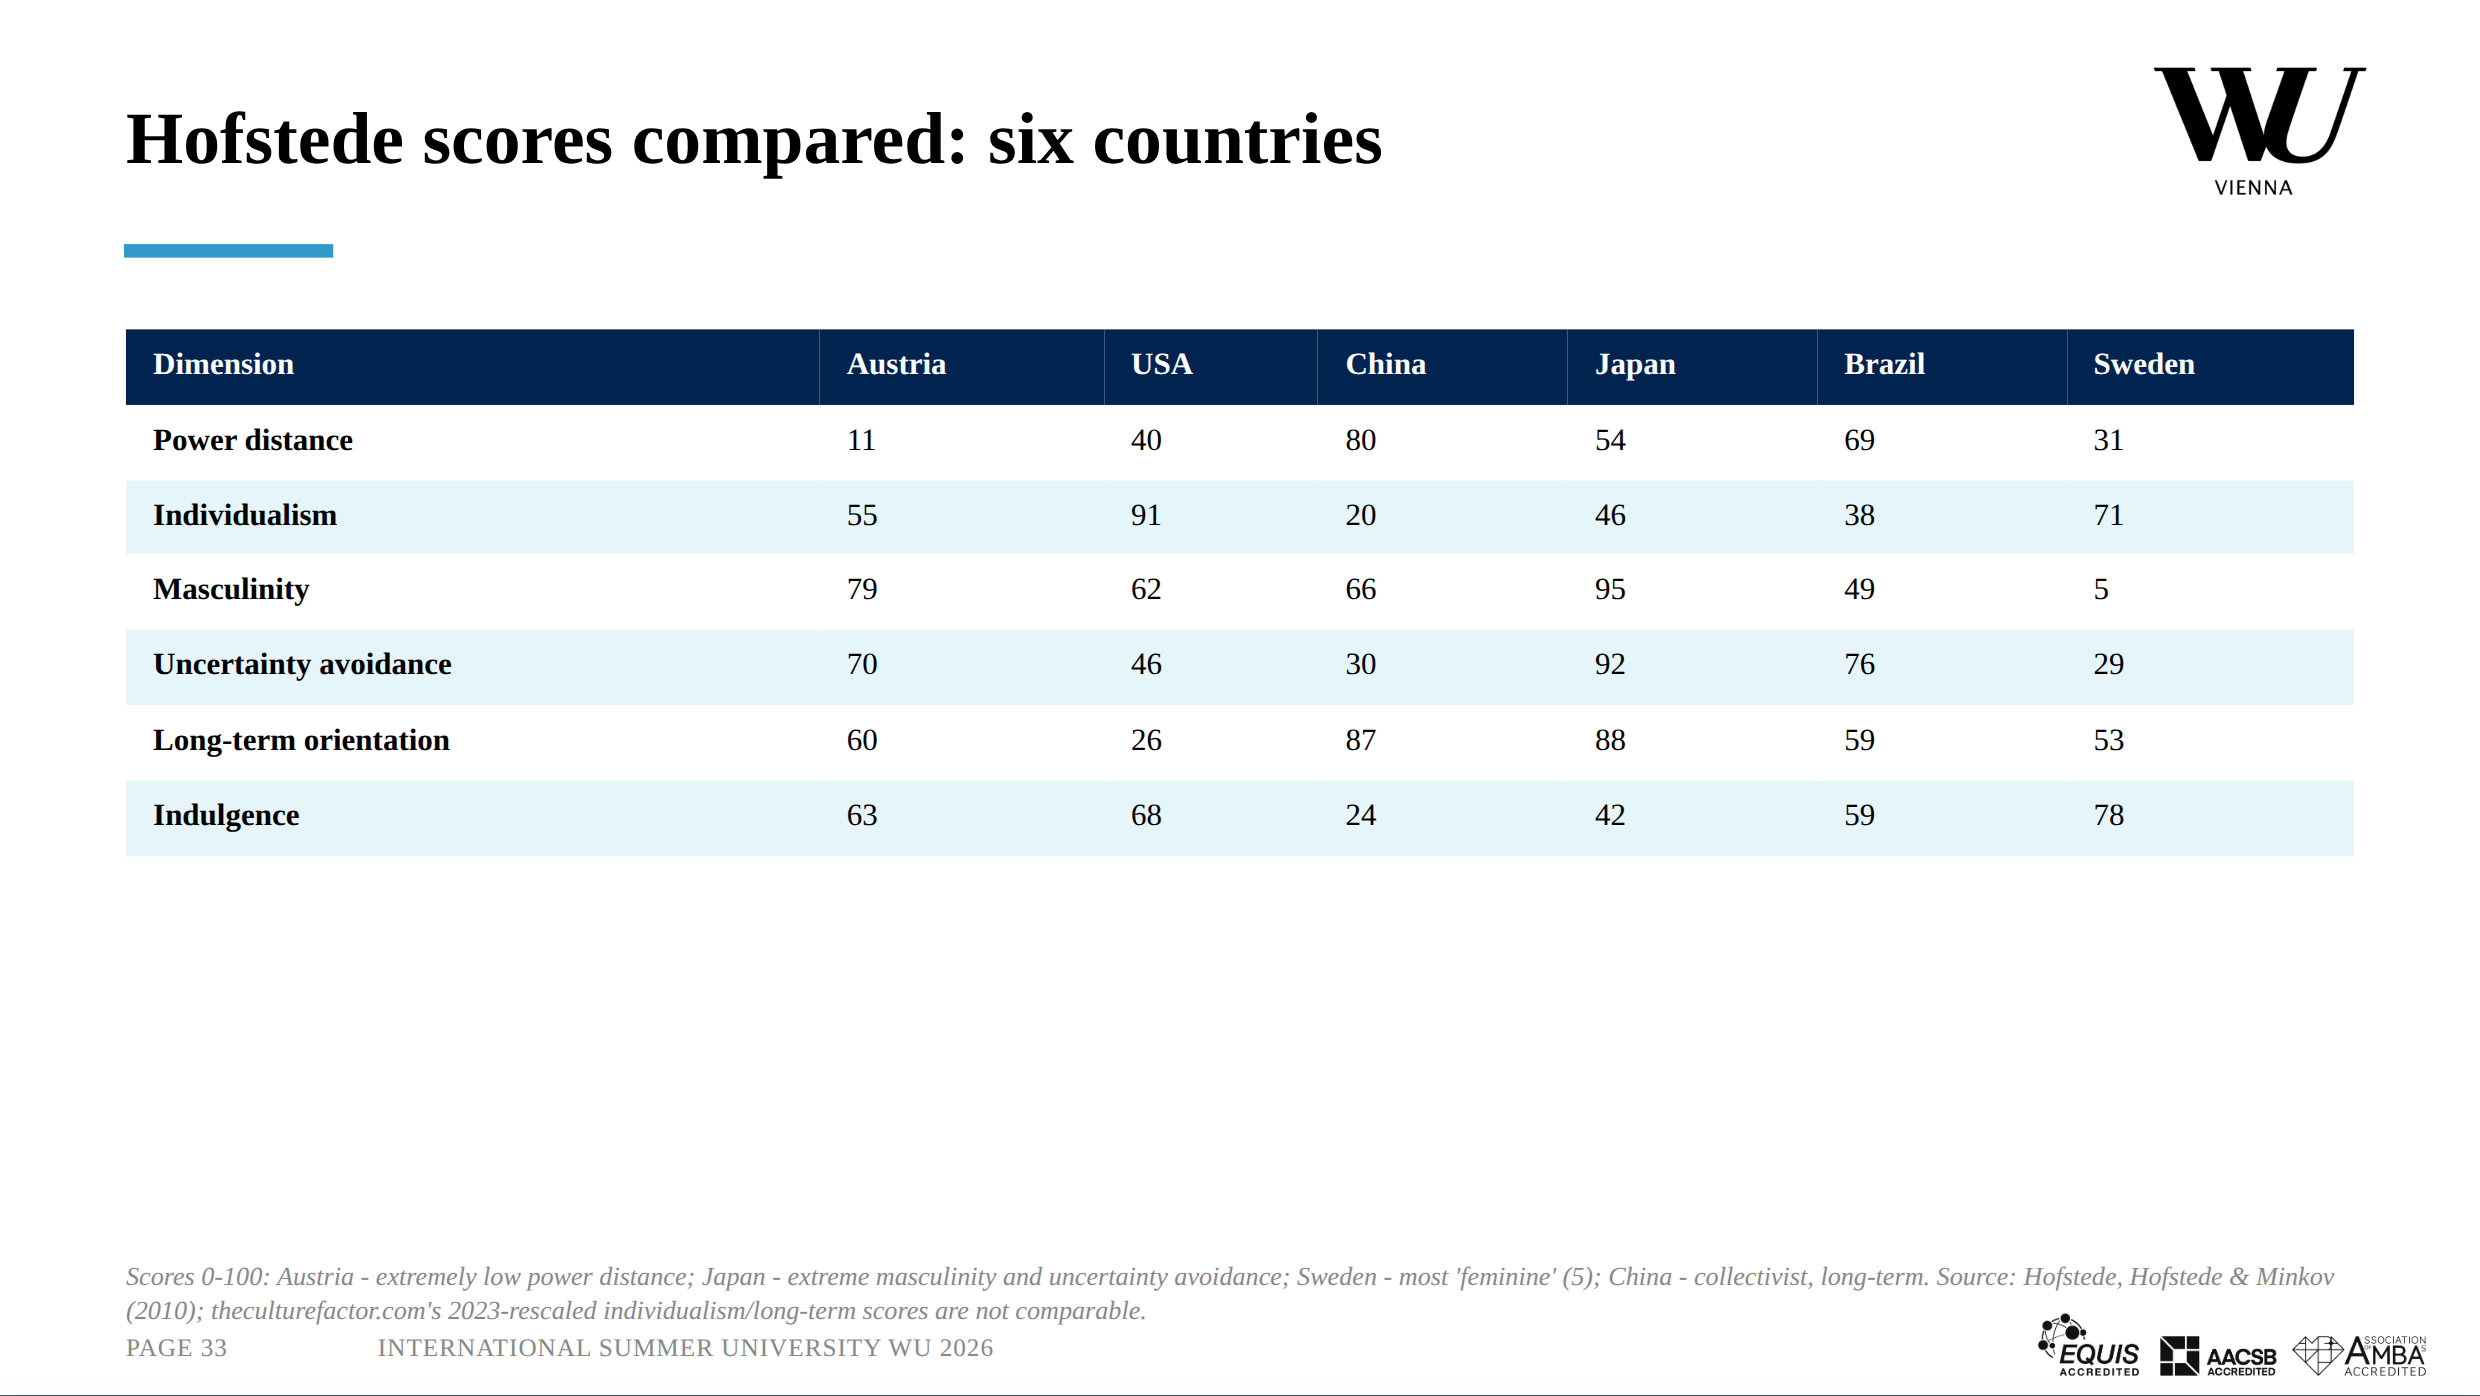 Hofstede scores compared: six countries
WU
VIENNA
Dimension Austria USA China Japan Brazil Sweden
Power distance 11 40 80 54 69 31
Individualism 55 91 20 46 38 71
Masculinity 79 62 66 95 49 5
Uncertainty avoidance 70 46 30 92 76 29
Long-term orientation 60 26 87 88 59 53
Indulgence 63 68 24 42 59 78
Scores 0-100: Austria - extremely low power distance; Japan - extreme masculinity and uncertainty avoidance; Sweden - most 'feminine' (5); China - collectivist, long-term. Source: Hofstede, Hofstede & Minkov
(2010); theculturefactor.com's 2023-rescaled individualism/long-term scores are not comparable.
PAGE 33 INTERNATIONAL SUMMER UNIVERSITY WU 2026
EQUIS
ACCREDITED
AACSB
ACCREDITED
ASSOCIATION
OF
AMBAS
ACCREDITED